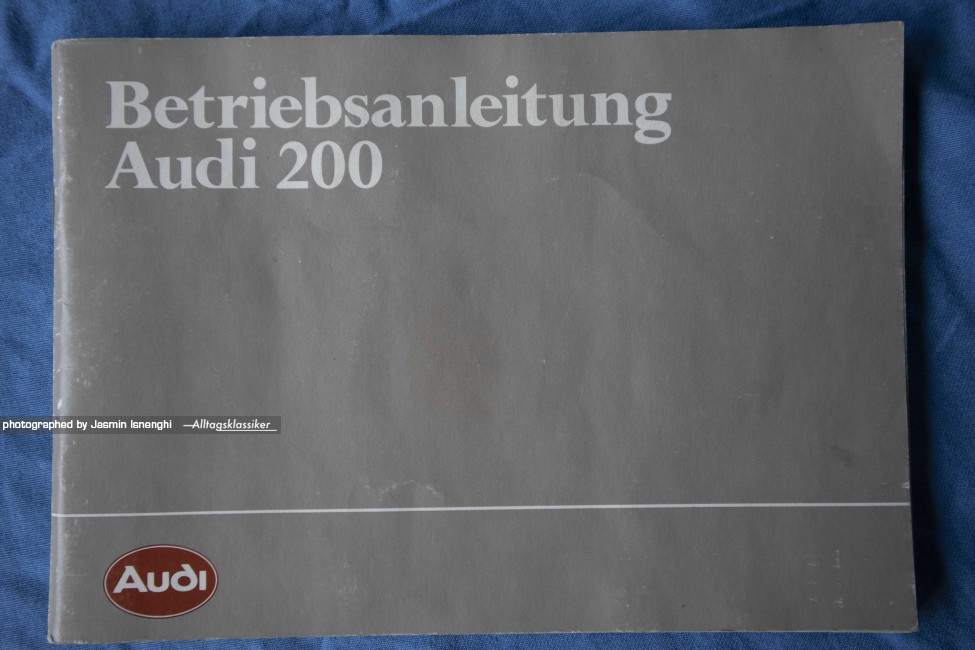 Betriebsanleitung
Audi 200
photographed by Jasmin Isnenghi —Alltagsklassiker
Audi